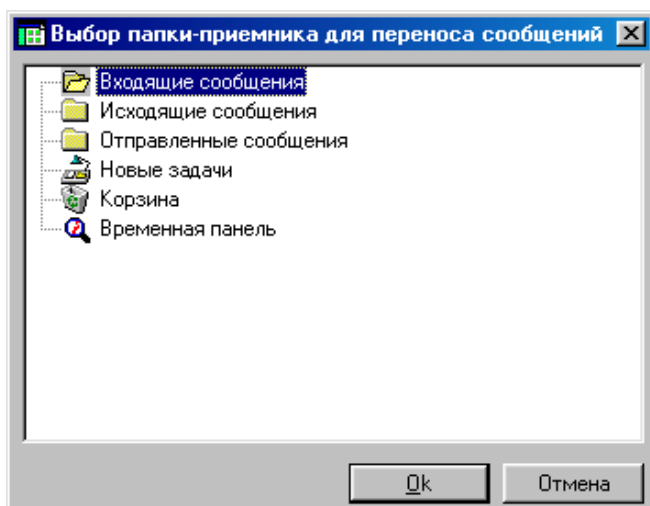 Выбор папки-приемника для переноса сообщений
Входящие сообщения
Исходящие сообщения
Отправленные сообщения
Новые задачи
Корзина
Временная панель
Ok Отмена